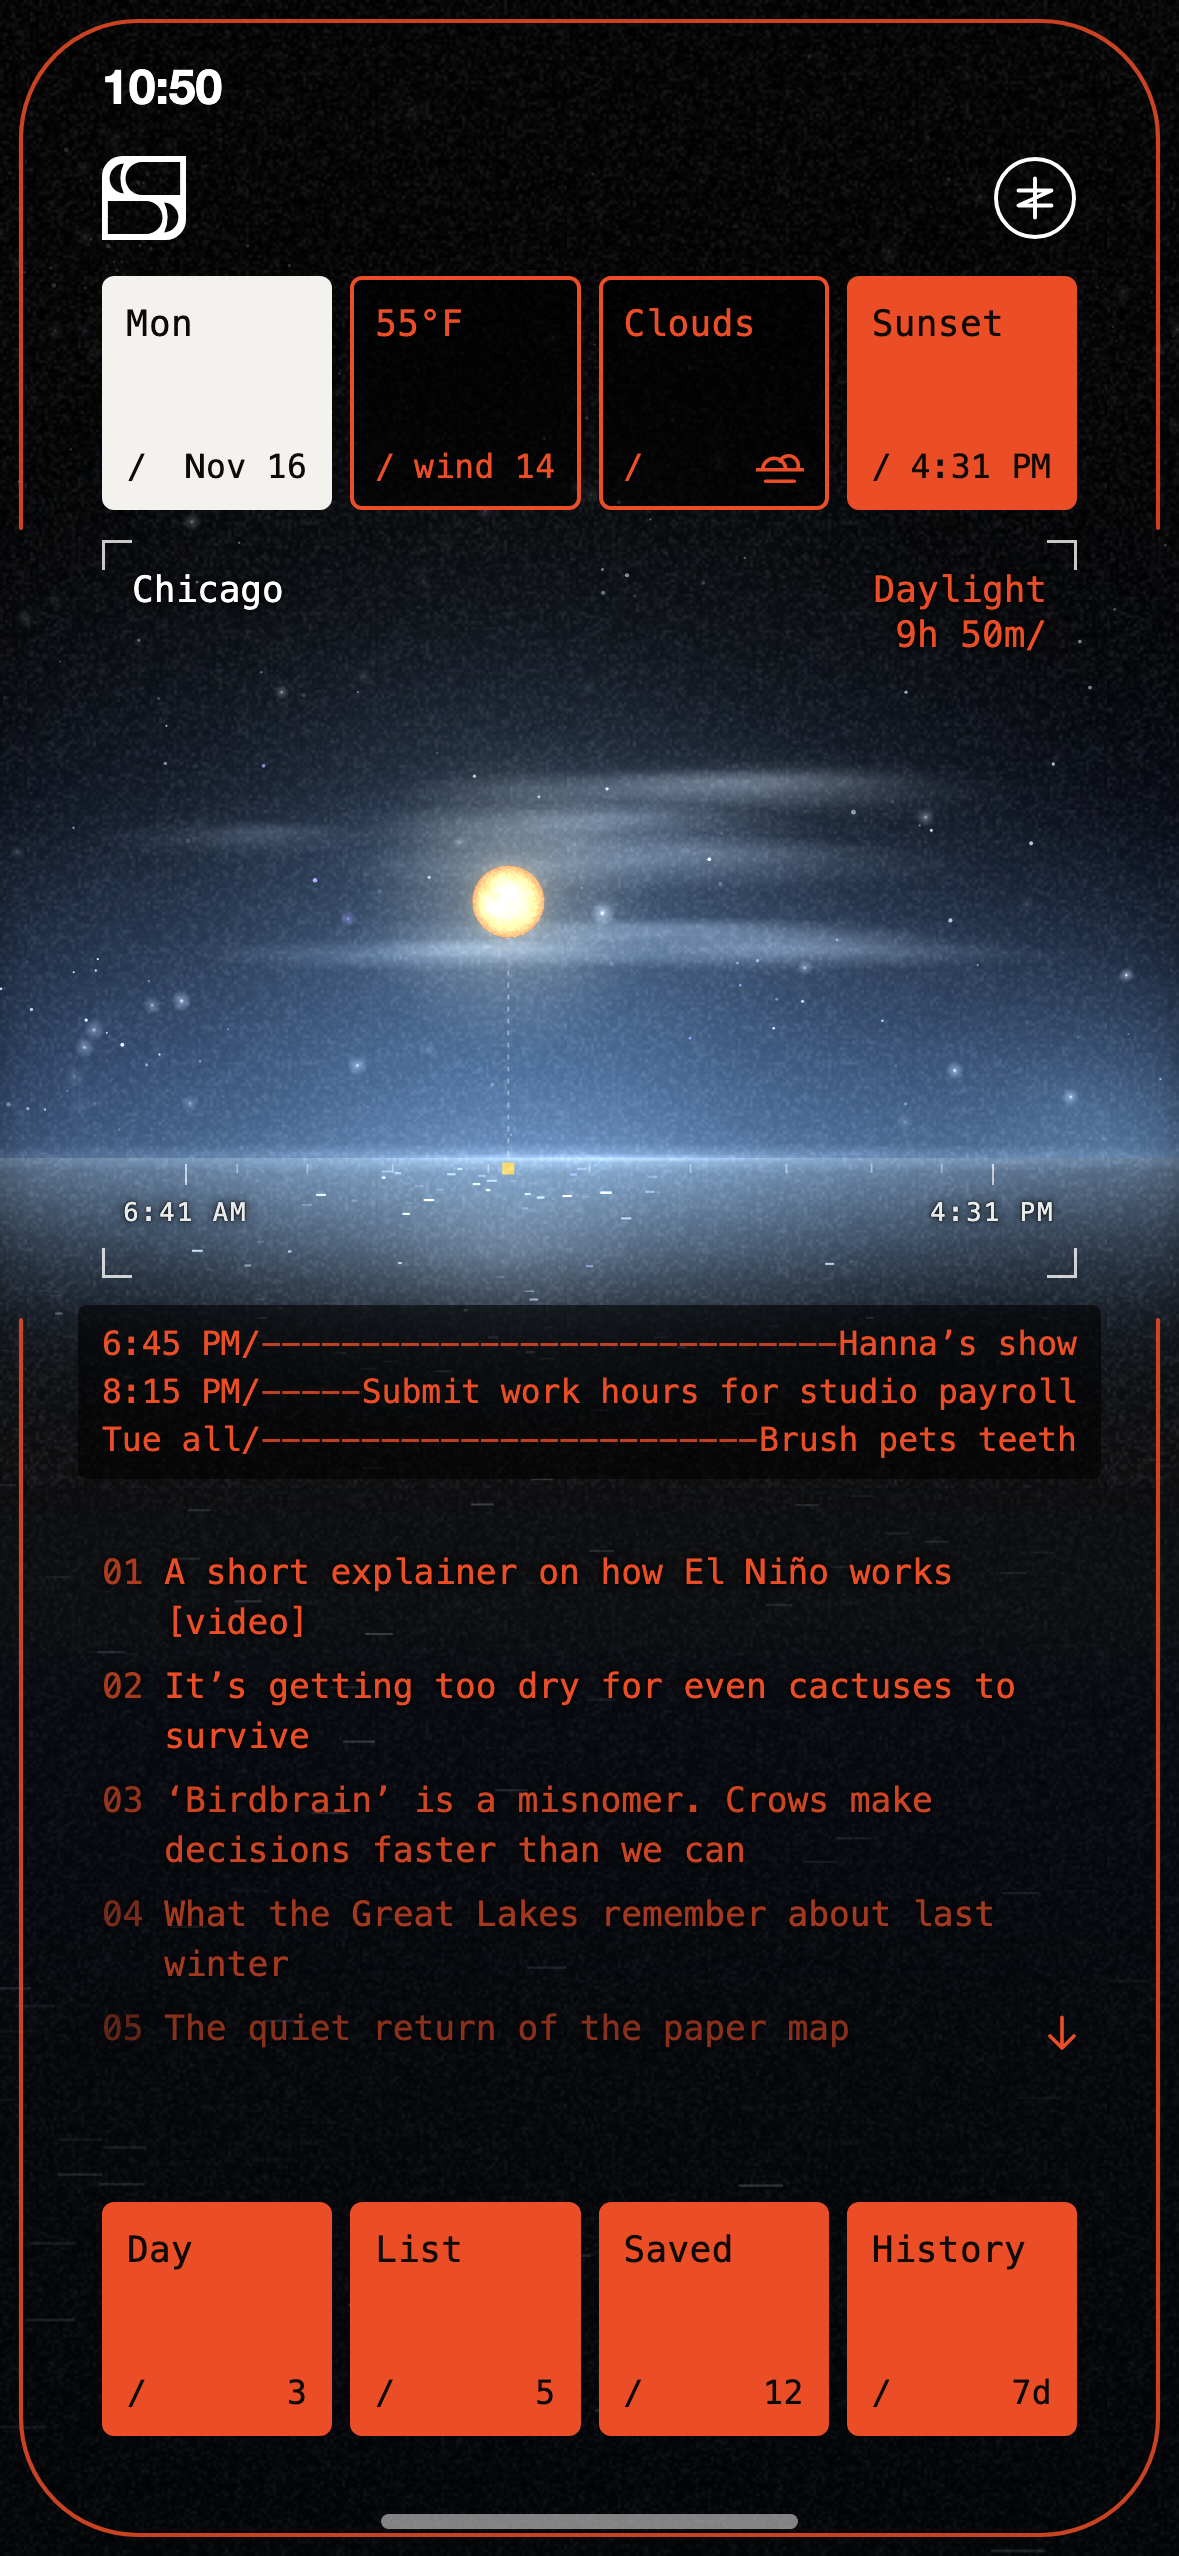 10:50
Mon
/ Nov 16
55°F
/ wind 14
Clouds
/
Sunset
/ 4:31 PM
Chicago
Daylight
9h 50m/
6:41 AM
4:31 PM
6:45 PM/—————————————————————————————Hanna’s show
8:15 PM/—————Submit work hours for studio payroll
Tue all/—————————————————————————Brush pets teeth
01 A short explainer on how El Niño works
[video]
02 It’s getting too dry for even cactuses to
survive
03 ‘Birdbrain’ is a misnomer. Crows make
decisions faster than we can
04 What the Great Lakes remember about last
winter
05 The quiet return of the paper map
Day
/ 3
List
/ 5
Saved
/ 12
History
/ 7d